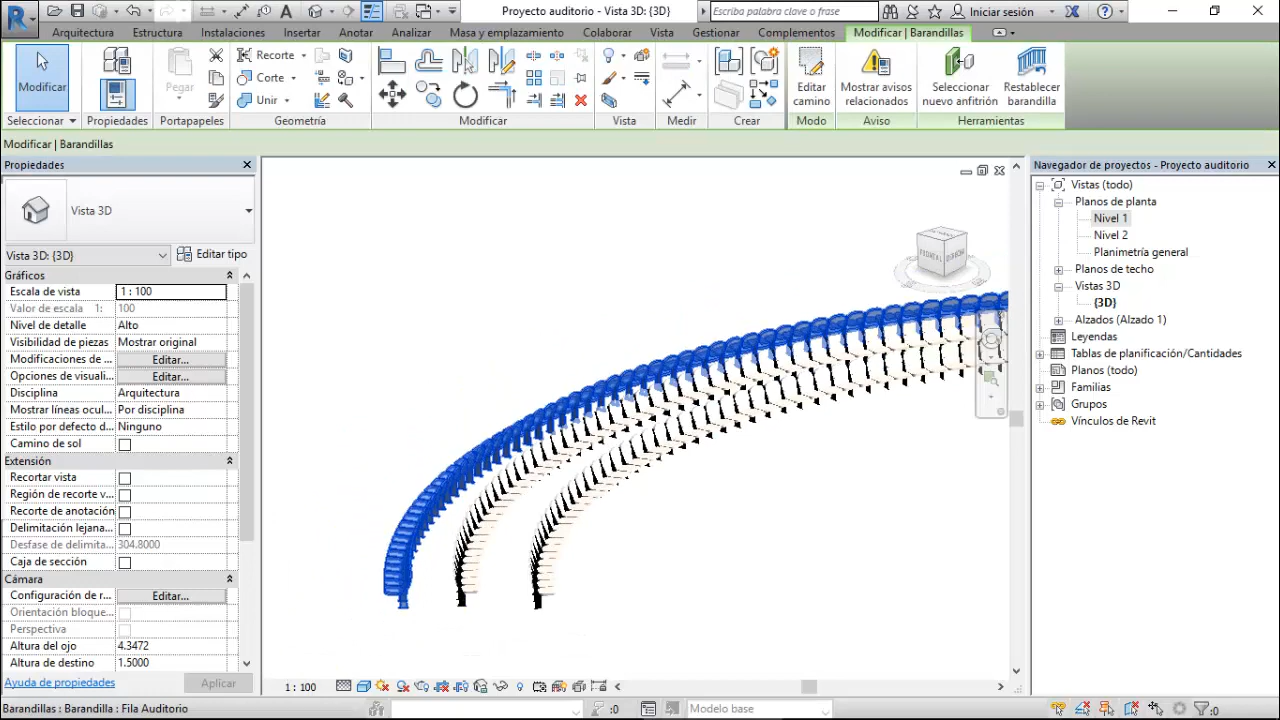 Proyecto auditorio - Vista 3D: {3D}
Escriba palabra clave o frase
Iniciar sesión
Arquitectura Estructura Instalaciones Insertar Anotar Analizar Masa y emplazamiento Colaborar Vista Gestionar Complementos Modificar | Barandillas
Modificar
Pegar
Recorte
Corte
Unir
Editar camino
Mostrar avisos relacionados
Seleccionar nuevo anfitrión
Restablecer barandilla
Seleccionar Propiedades Portapapeles Geometría Modificar Vista Medir Crear Modo Aviso Herramientas
Modificar | Barandillas
Propiedades
Vista 3D
Vista 3D: {3D} Editar tipo
Gráficos
Escala de vista 1 : 100
Valor de escala 1: 100
Nivel de detalle Alto
Visibilidad de piezas Mostrar original
Modificaciones de ... Editar...
Opciones de visuali... Editar...
Disciplina Arquitectura
Mostrar líneas ocul... Por disciplina
Estilo por defecto d... Ninguno
Camino de sol
Extensión
Recortar vista
Región de recorte v...
Recorte de anotación
Delimitación lejana...
Desfase de delimita... 304.8000
Caja de sección
Cámara
Configuración de r... Editar...
Orientación bloque...
Perspectiva
Altura del ojo 4.3472
Altura de destino 1.5000
Ayuda de propiedades Aplicar
1 : 100
Navegador de proyectos - Proyecto auditorio
Vistas (todo)
Planos de planta
Nivel 1
Nivel 2
Planimetría general
Planos de techo
Vistas 3D
{3D}
Alzados (Alzado 1)
Leyendas
Tablas de planificación/Cantidades
Planos (todo)
Familias
Grupos
Vínculos de Revit
Barandillas : Barandilla : Fila Auditorio
:0
Modelo base
:0